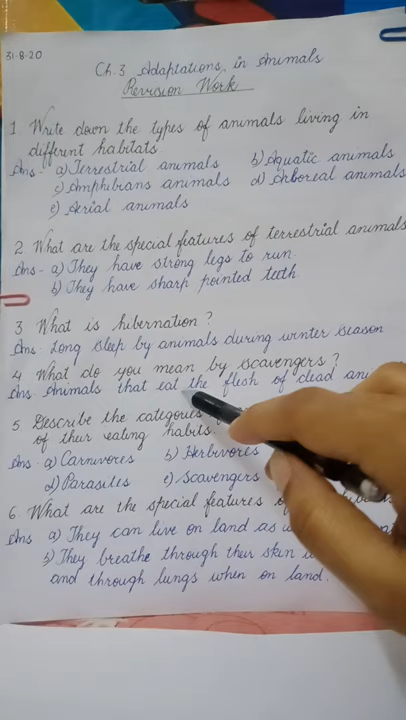 31-8-20
Ch.3 Adaptations in Animals
Revision Work
1 Write down the types of animals living in
different habitats
Ans - a) Terrestrial animals b) Aquatic animals
c) Amphibians animals d) Arboreal animals
e) Aerial animals
2 What are the special features of terrestrial animals
Ans - a) They have strong legs to run.
b) They have sharp pointed teeth
3 What is hibernation?
Ans. Long sleep by animals during winter season
4 What do you mean by scavengers?
Ans. Animals that eat the flesh of dead
5 Describe the categories
of their eating habits.
Ans - a) Carnivores b) Herbivores
d) Parasites e) Scavengers
6. What are the special features
Ans a) They can live on land as
b) They breathe through their skin
and through lungs when on land.